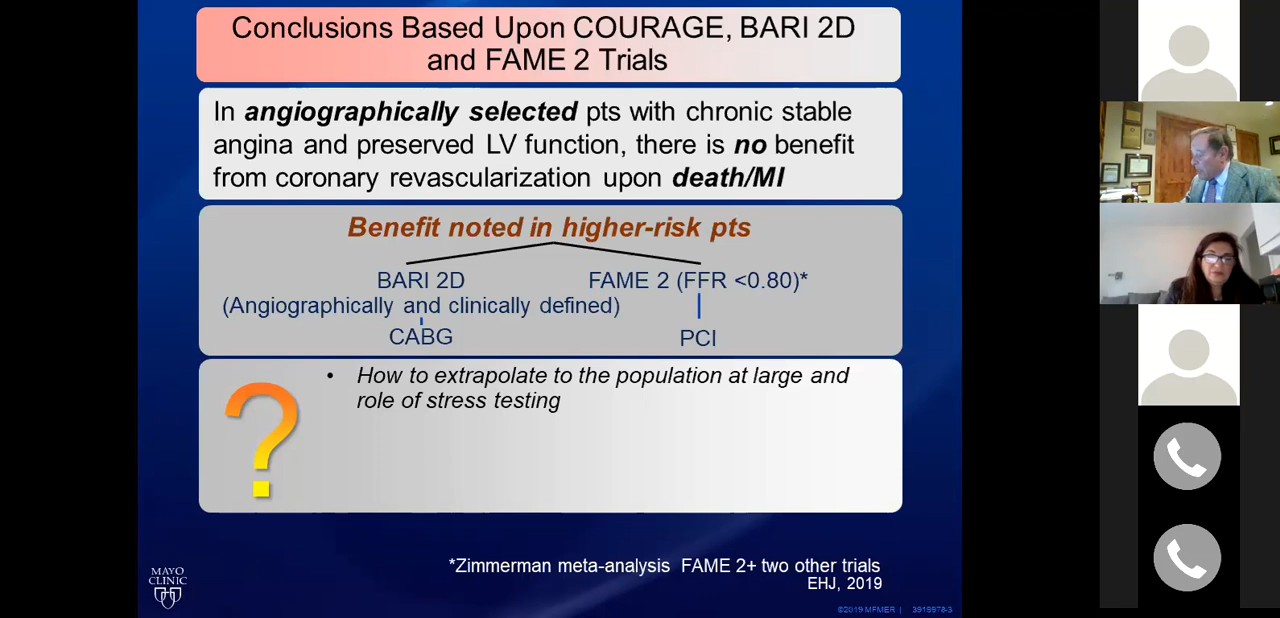 Conclusions Based Upon COURAGE, BARI 2D
and FAME 2 Trials
In angiographically selected pts with chronic stable
angina and preserved LV function, there is no benefit
from coronary revascularization upon death/MI
Benefit noted in higher-risk pts
BARI 2D
(Angiographically and clinically defined)
CABG
FAME 2 (FFR <0.80)*
PCI
?
• How to extrapolate to the population at large and
role of stress testing
*Zimmerman meta-analysis FAME 2+ two other trials
EHJ, 2019
MAYO
CLINIC
©2019 MFMER | 3919978-3